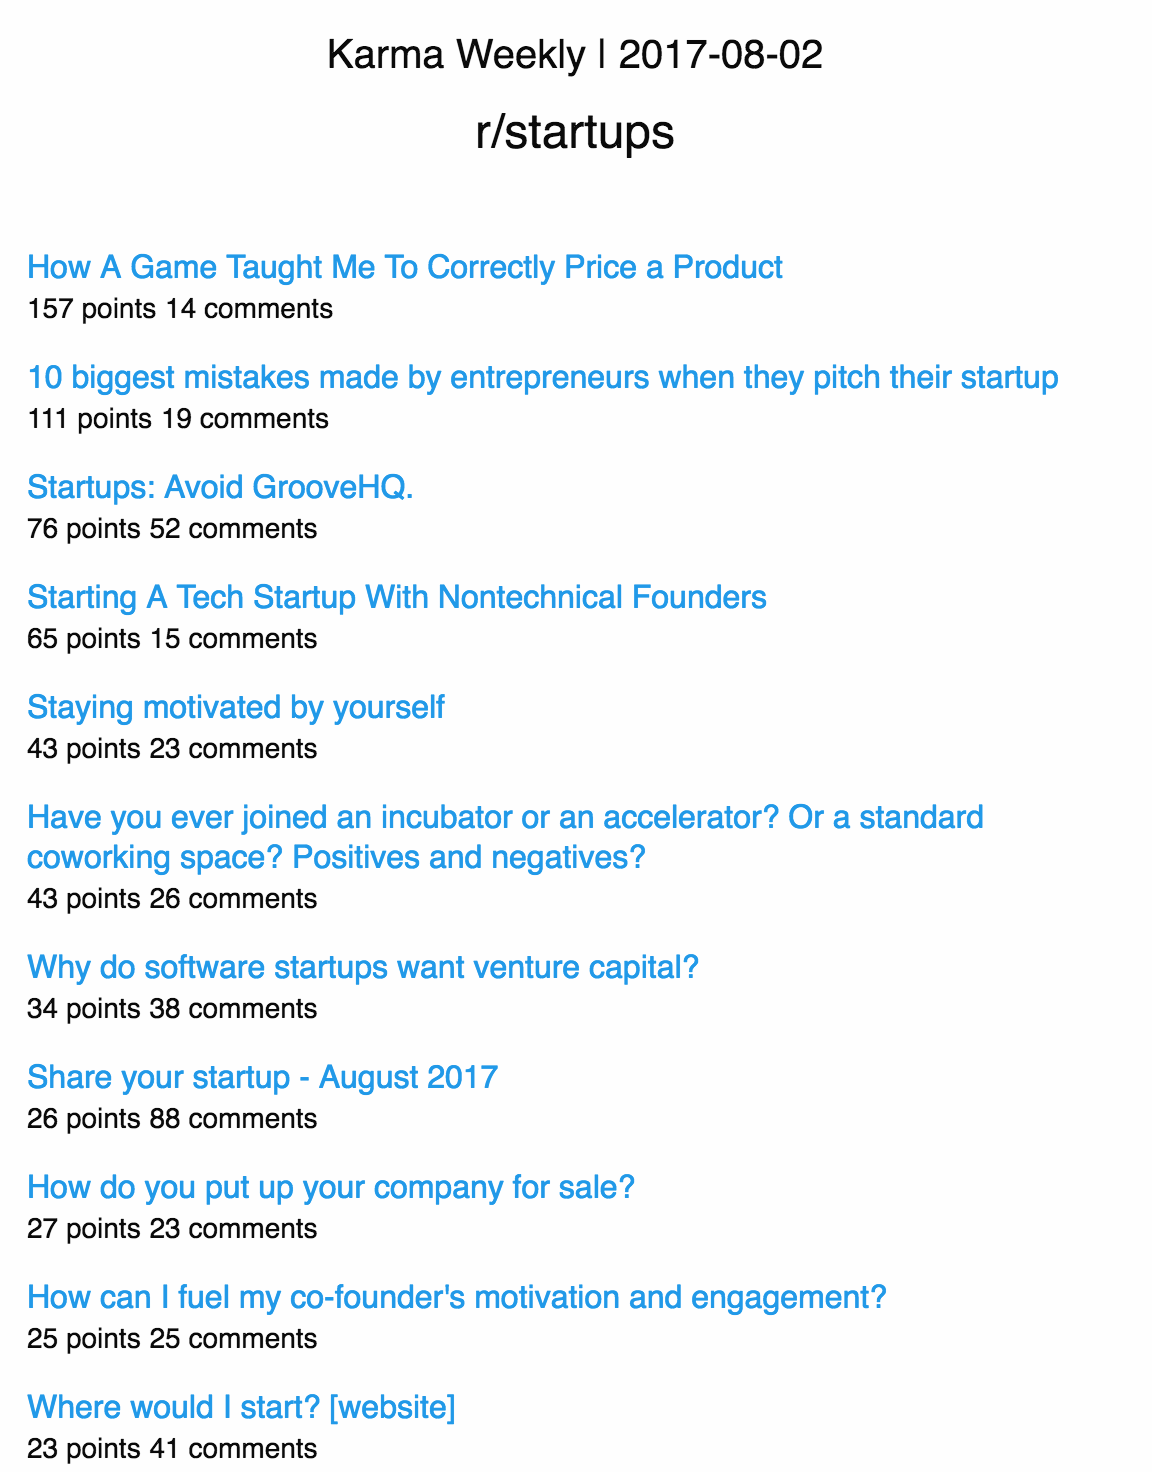 Karma Weekly | 2017-08-02
r/startups
How A Game Taught Me To Correctly Price a Product
157 points 14 comments
10 biggest mistakes made by entrepreneurs when they pitch their startup
111 points 19 comments
Startups: Avoid GrooveHQ.
76 points 52 comments
Starting A Tech Startup With Nontechnical Founders
65 points 15 comments
Staying motivated by yourself
43 points 23 comments
Have you ever joined an incubator or an accelerator? Or a standard
coworking space? Positives and negatives?
43 points 26 comments
Why do software startups want venture capital?
34 points 38 comments
Share your startup - August 2017
26 points 88 comments
How do you put up your company for sale?
27 points 23 comments
How can I fuel my co-founder's motivation and engagement?
25 points 25 comments
Where would I start? [website]
23 points 41 comments